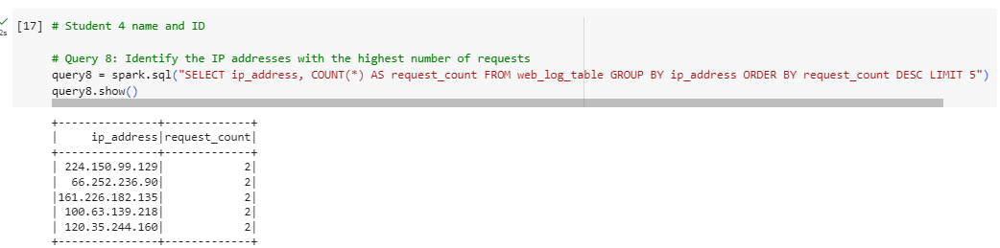 [17] # Student 4 name and ID
2s
# Query 8: Identify the IP addresses with the highest number of requests
query8 = spark.sql("SELECT ip_address, COUNT(*) AS request_count FROM web_log_table GROUP BY ip_address ORDER BY request_count DESC LIMIT 5")
query8.show()
+---------------+-------------+
|     ip_address|request_count|
+---------------+-------------+
| 224.150.99.129|            2|
|  66.252.236.90|            2|
|161.226.182.135|            2|
| 100.63.139.218|            2|
| 120.35.244.160|            2|
+---------------+-------------+